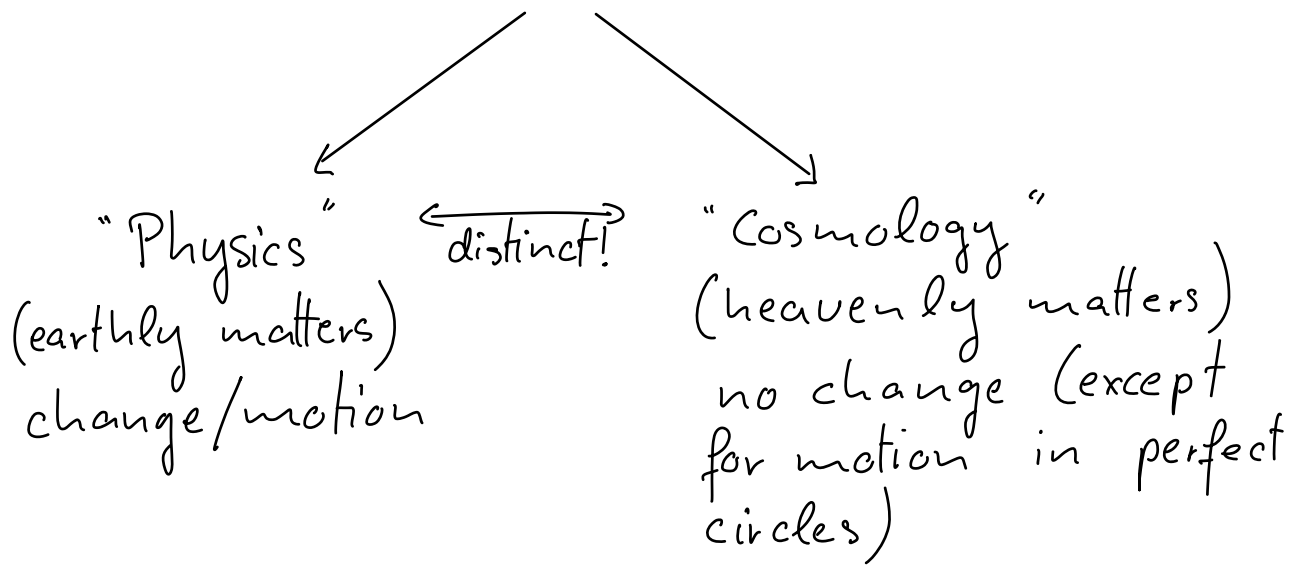 "Physics"
(earthly matters)
change/motion
distinct!
"Cosmology"
(heavenly matters)
no change (except
for motion in perfect
circles)